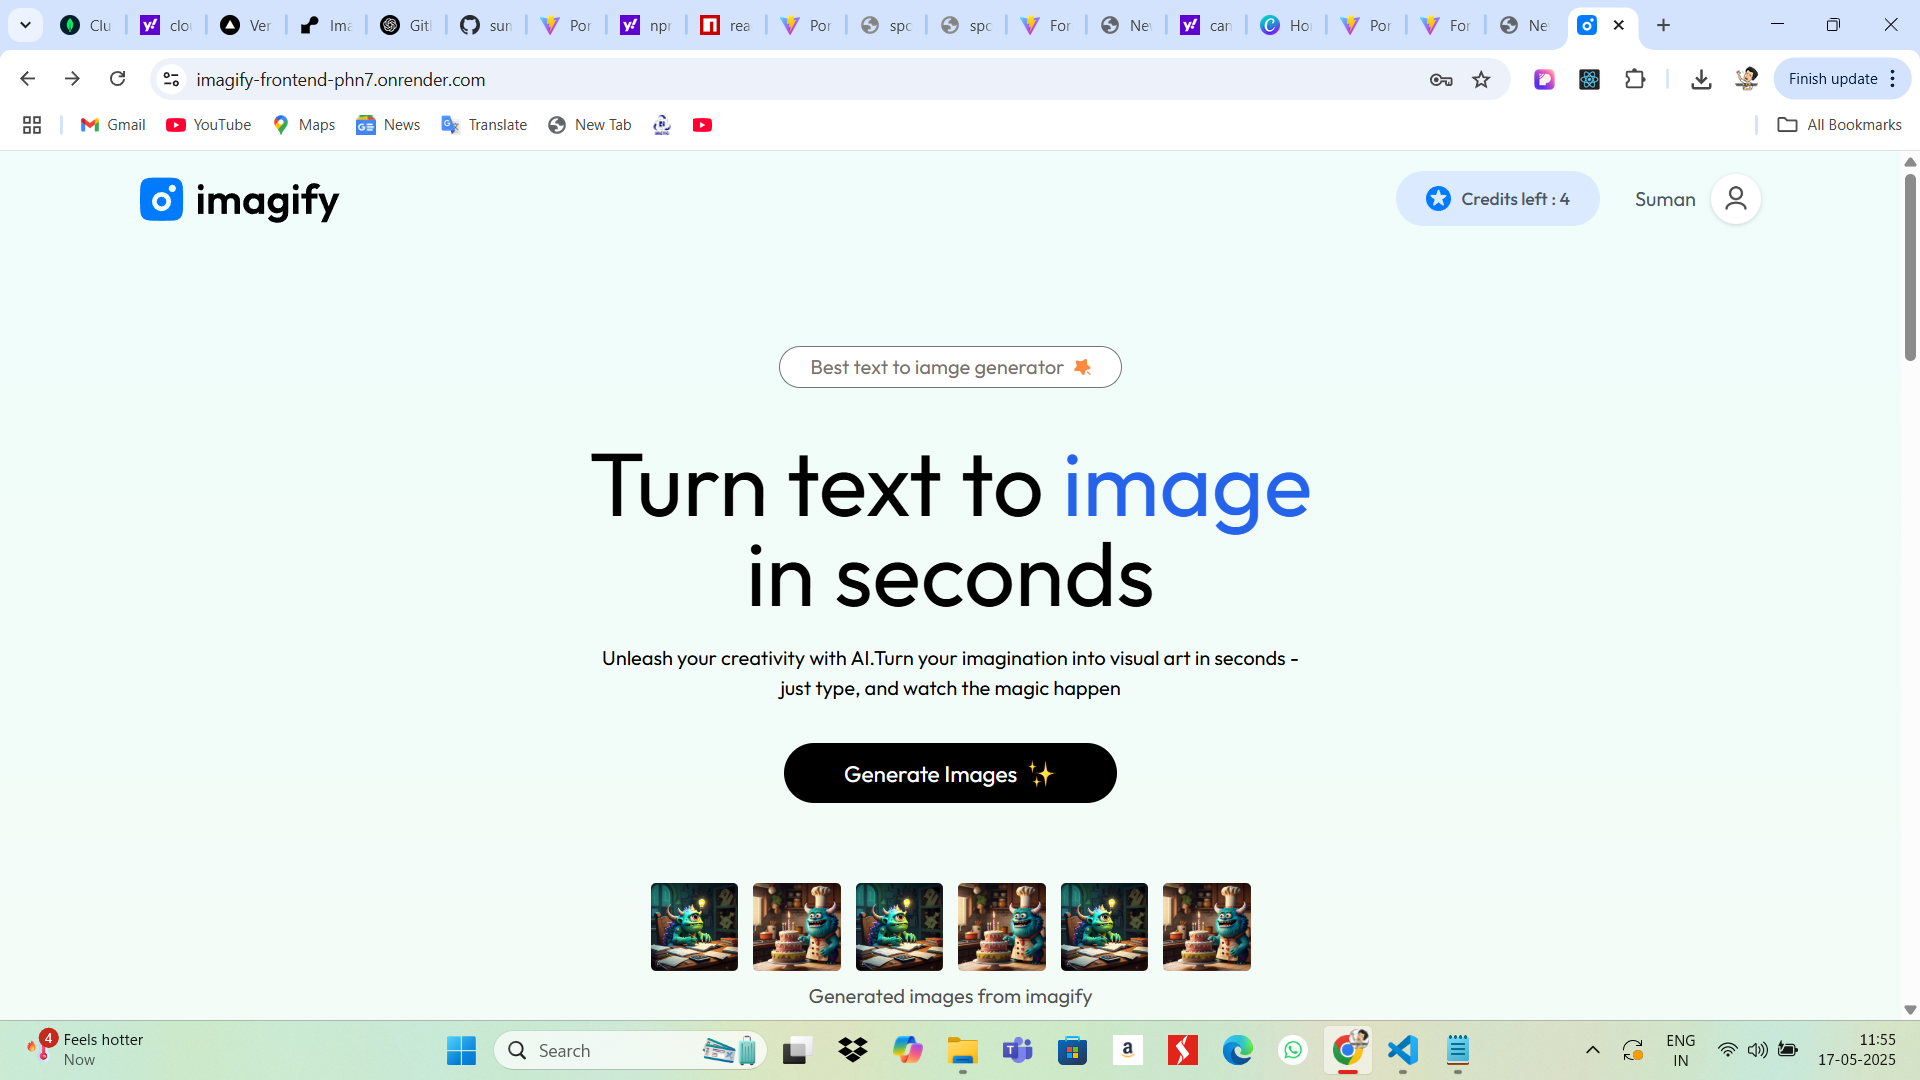 Clu
clo
Ver
Ima
Gitl
sun
Por
npr
rea
Por
spc
spc
For
Nev
can
Ho
Por
For
Ne
imagify-frontend-phn7.onrender.com
Finish update
Gmail
YouTube
Maps
News
Translate
New Tab
All Bookmarks
imagify
Credits left : 4
Suman
Best text to iamge generator
Turn text to image
in seconds
Unleash your creativity with AI.Turn your imagination into visual art in seconds -
just type, and watch the magic happen
Generate Images
Generated images from imagify
4
Feels hotter
Now
Search
ENG
IN
11:55
17-05-2025